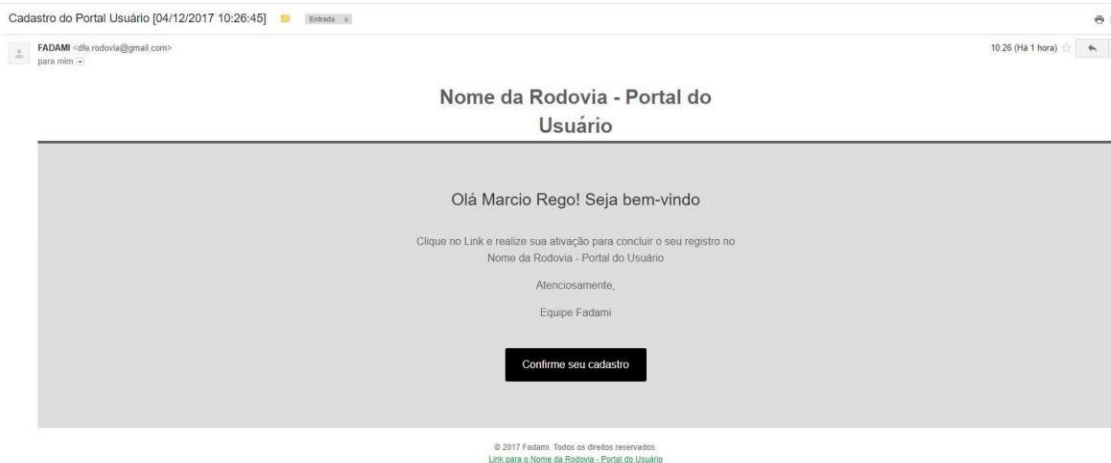 Cadastro do Portal Usuário [04/12/2017 10:26:45] Entrada x
FADAMI <dfe.rodovia@gmail.com> 10:26 (Há 1 hora)
para mim
Nome da Rodovia - Portal do
Usuário
Olá Marcio Rego! Seja bem-vindo
Clique no Link e realize sua ativação para concluir o seu registro no
Nome da Rodovia - Portal do Usuário
Atenciosamente,
Equipe Fadami
Confirme seu cadastro
© 2017 Fadami. Todos os direitos reservados.
Link para o Nome da Rodovia - Portal do Usuário